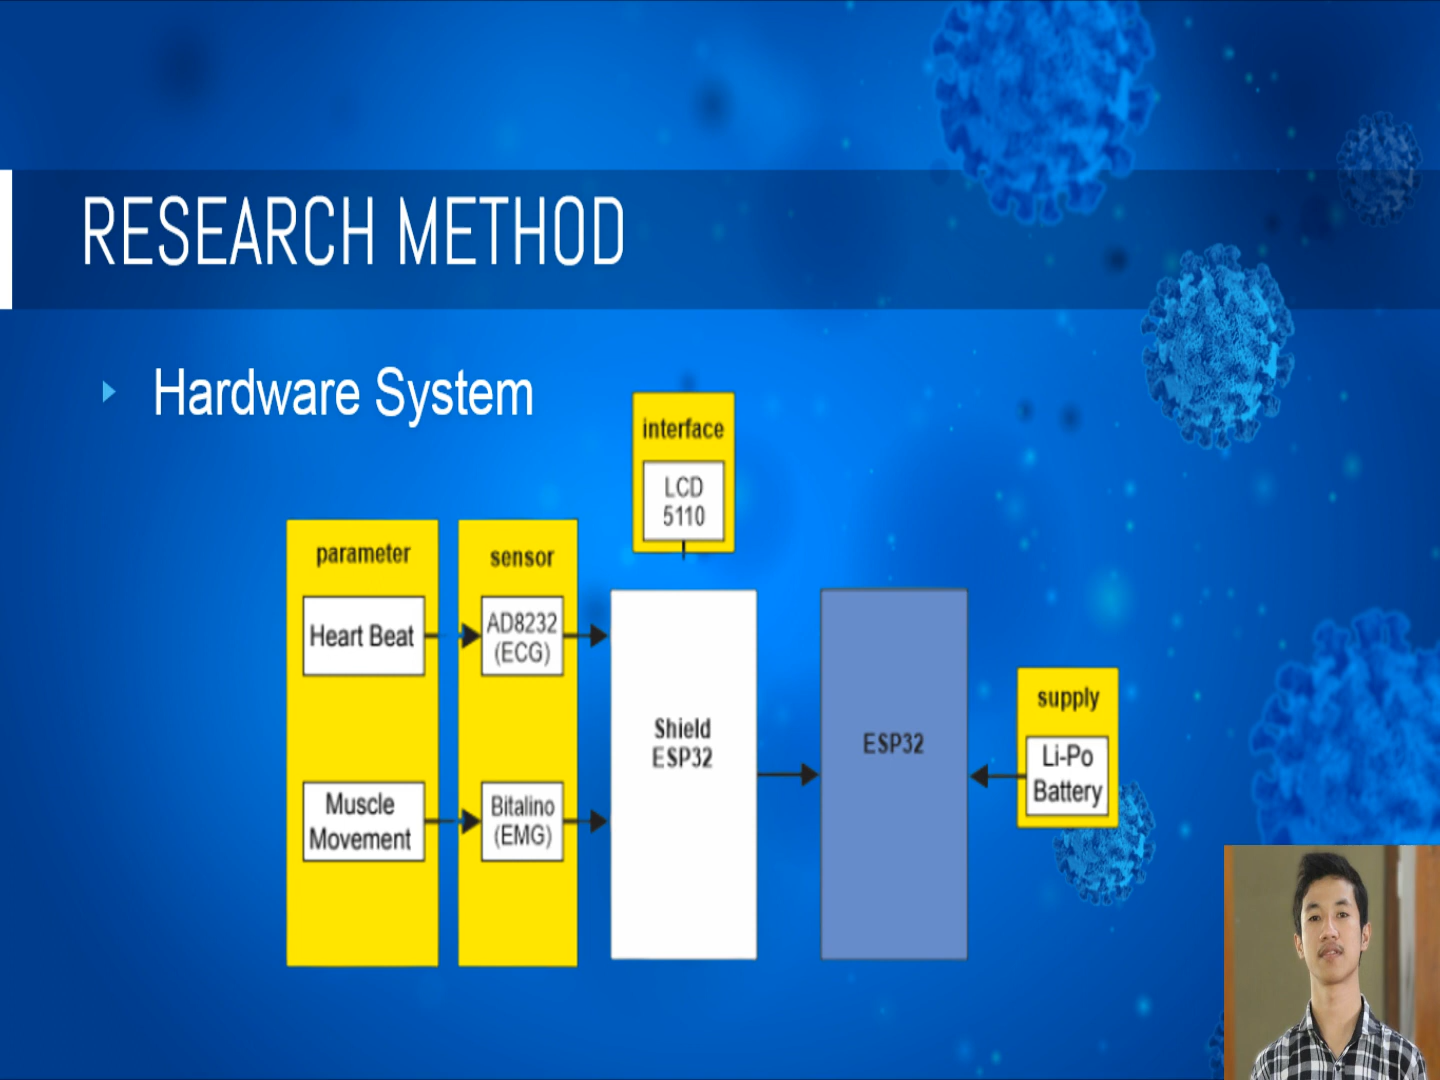 RESEARCH METHOD
Hardware System
interface
LCD
5110
parameter
Heart Beat
Muscle
Movement
sensor
AD8232
(ECG)
Bitalino
(EMG)
Shield
ESP32
ESP32
supply
Li-Po
Battery